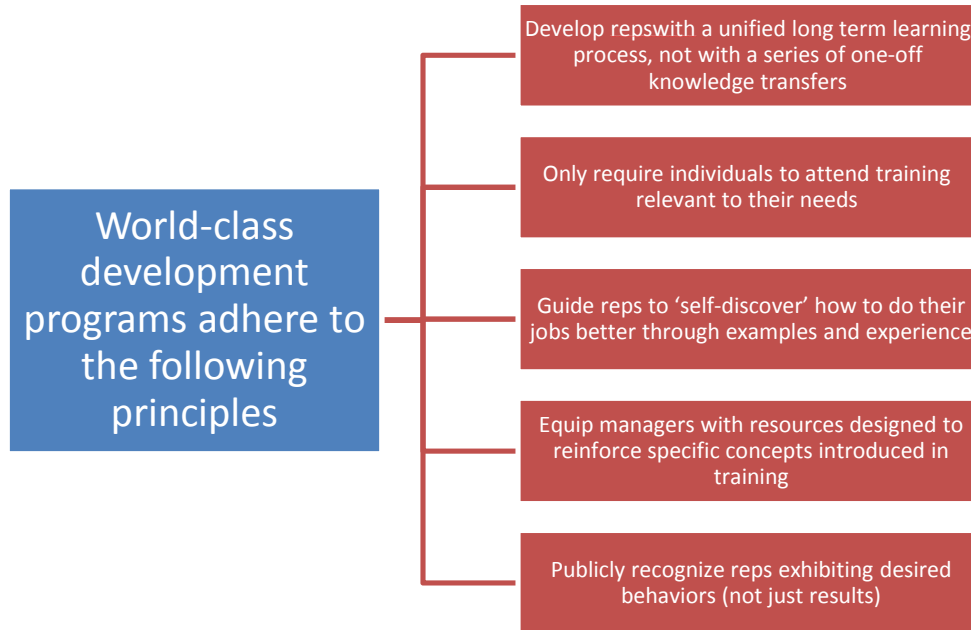 World-class
development
programs adhere to
the following
principles
Develop repswith a unified long term learning
process, not with a series of one-off
knowledge transfers
Only require individuals to attend training
relevant to their needs
Guide reps to ‘self-discover’ how to do their
jobs better through examples and experience
Equip managers with resources designed to
reinforce specific concepts introduced in
training
Publicly recognize reps exhibiting desired
behaviors (not just results)